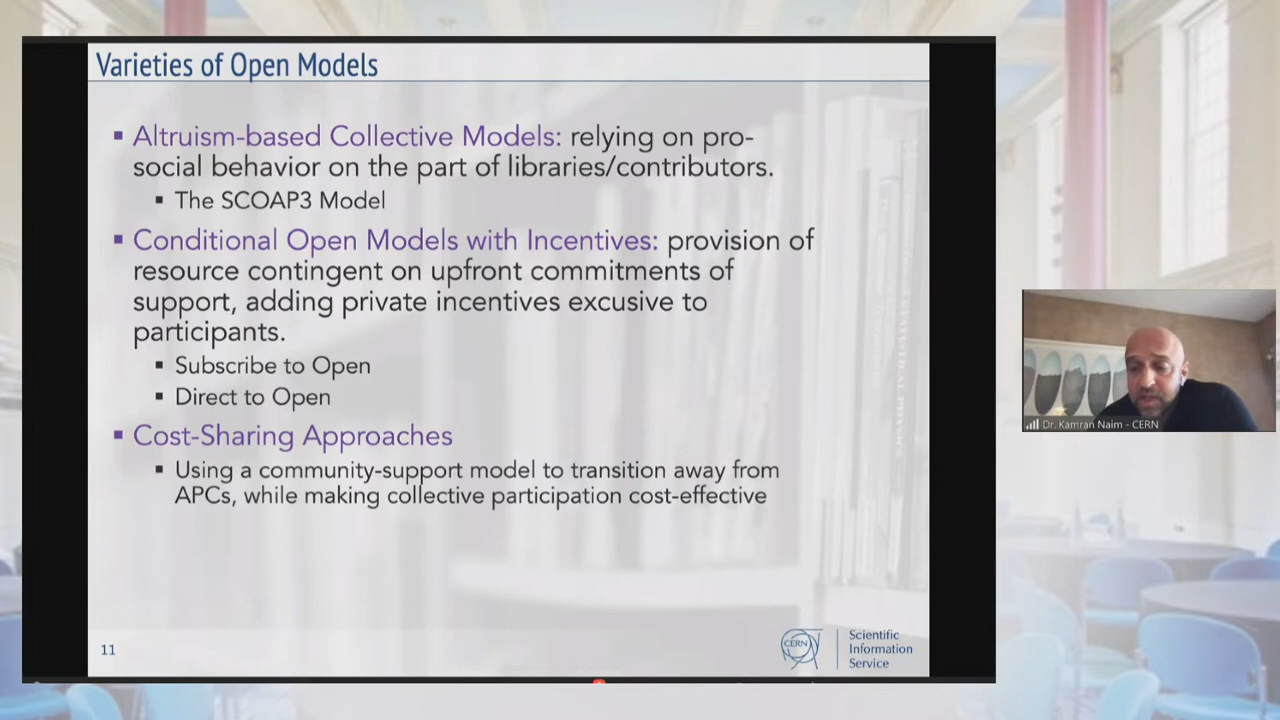 Varieties of Open Models
▪ Altruism-based Collective Models: relying on pro-
social behavior on the part of libraries/contributors.
▪ The SCOAP3 Model
▪ Conditional Open Models with Incentives: provision of
resource contingent on upfront commitments of
support, adding private incentives excusive to
participants.
▪ Subscribe to Open
▪ Direct to Open
▪ Cost-Sharing Approaches
▪ Using a community-support model to transition away from
APCs, while making collective participation cost-effective
Dr. Kamran Naim - CERN
11
CERN
Scientific
Information
Service